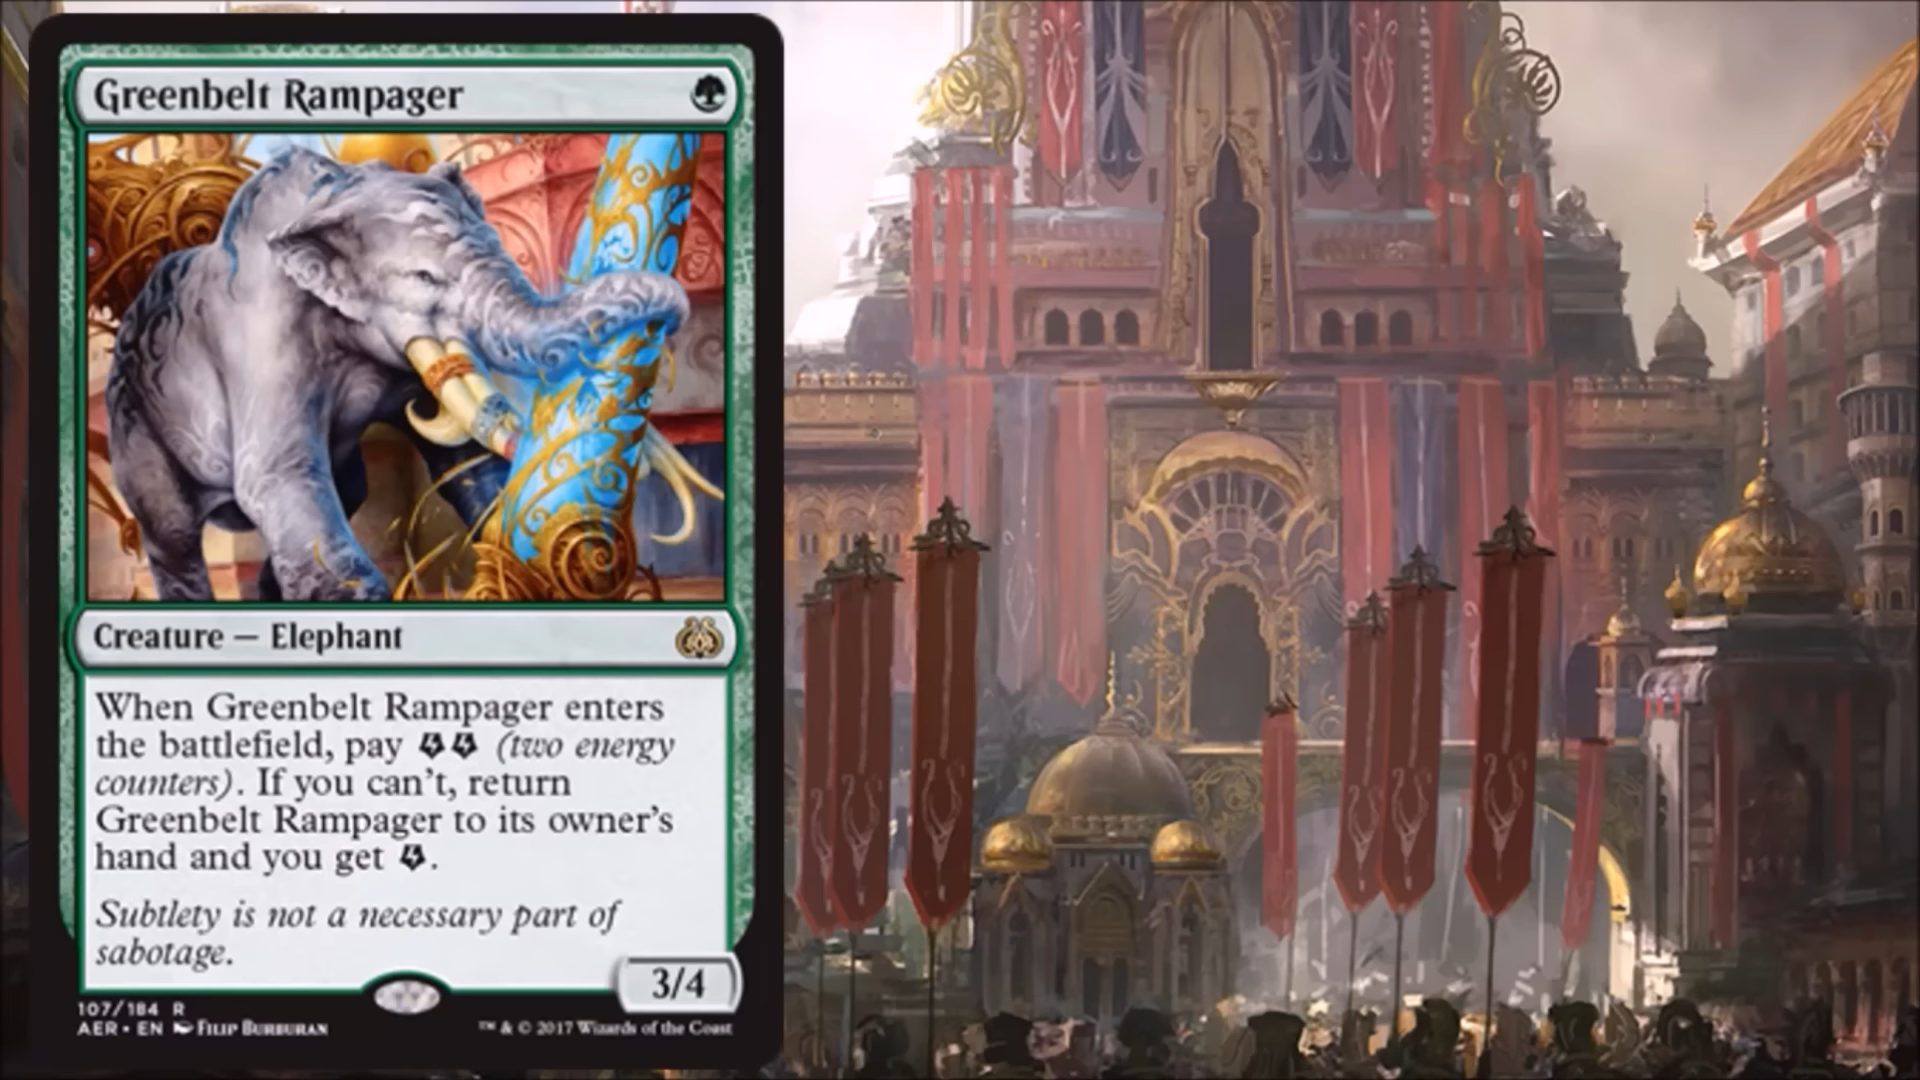 Greenbelt Rampager
Creature — Elephant
When Greenbelt Rampager enters
the battlefield, pay (two energy
counters). If you can't, return
Greenbelt Rampager to its owner's
hand and you get .
Subtlety is not a necessary part of
sabotage.
3/4
107/184 R
AER • EN Filip Burburan
™ & © 2017 Wizards of the Coast